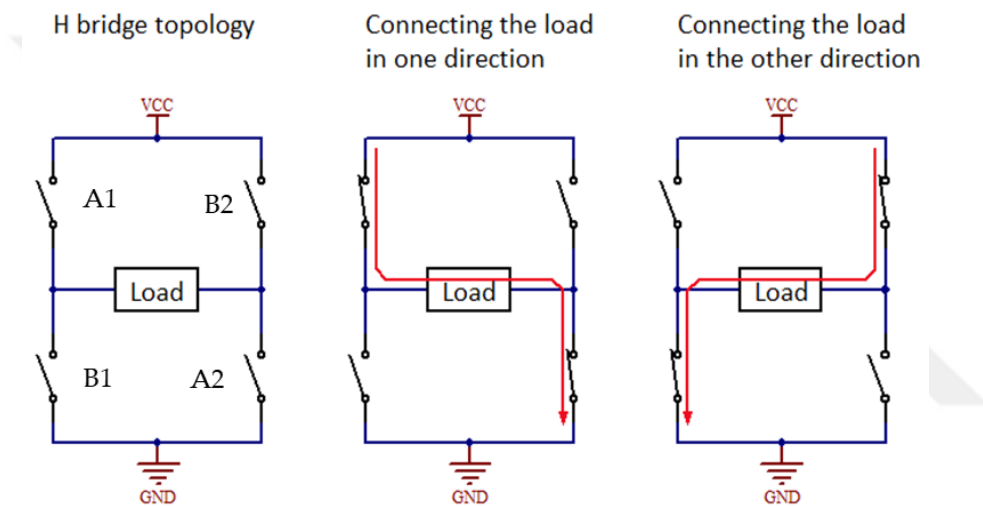 H bridge topology
Connecting the load
in one direction
Connecting the load
in the other direction
VCC
A1
B2
Load
B1
A2
GND
VCC
Load
GND
VCC
Load
GND